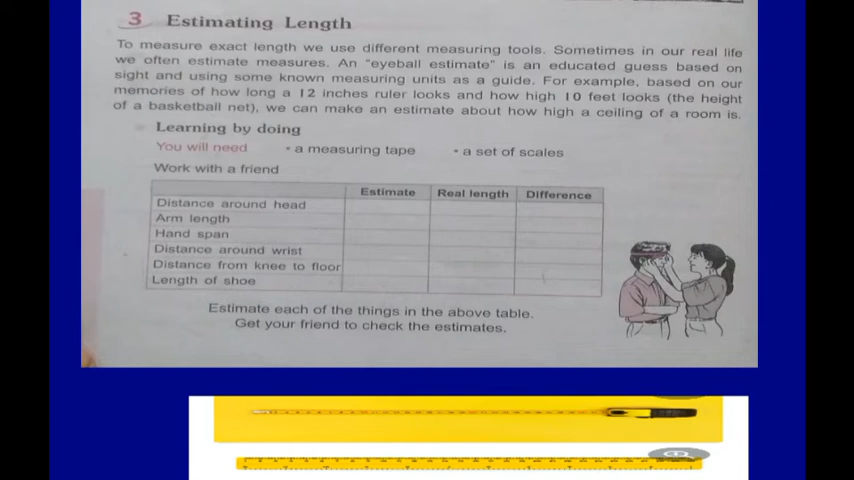 3 Estimating Length
To measure exact length we use different measuring tools. Sometimes in our real life
we often estimate measures. An "eyeball estimate" is an educated guess based on
sight and using some known measuring units as a guide. For example, based on our
memories of how long a 12 inches ruler looks and how high 10 feet looks (the height
of a basketball net), we can make an estimate about how high a ceiling of a room is.
Learning by doing
You will need • a measuring tape • a set of scales
Work with a friend
Estimate Real length Difference
Distance around head
Arm length
Hand span
Distance around wrist
Distance from knee to floor
Length of shoe
Estimate each of the things in the above table.
Get your friend to check the estimates.